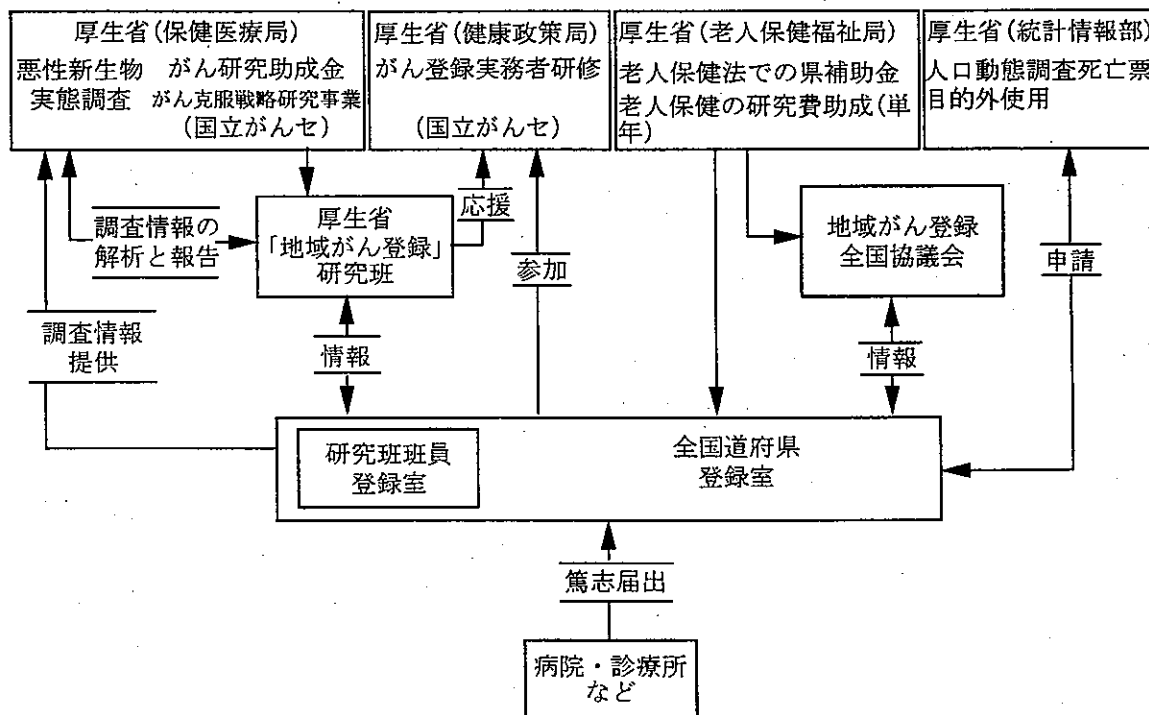 厚生省(保健医療局)
悪性新生物 がん研究助成金
実態調査 がん克服戦略研究事業
(国立がんセ)
厚生省(健康政策局)
がん登録実務者研修
(国立がんセ)
厚生省(老人保健福祉局)
老人保健法での県補助金
老人保健の研究費助成(単
年)
厚生省(統計情報部)
人口動態調査死亡票
目的外使用
調査情報の
解析と報告
厚生省
「地域がん登録」
研究班
応援
参加
地域がん登録
全国協議会
申請
調査情報
提供
情報
情報
研究班班員
登録室
全国道府県
登録室
篤志届出
病院・診療所
など